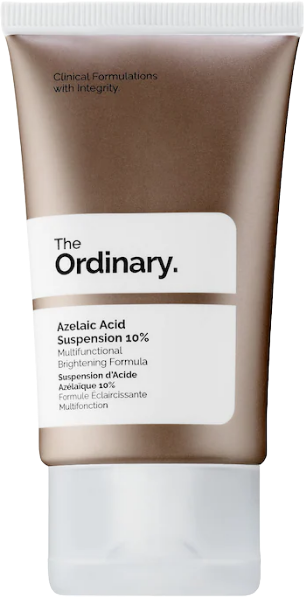 Clinical Formulations
with Integrity.
The
Ordinary.
Azelaic Acid
Suspension 10%
Multifunctional
Brightening Formula
Suspension d'Acide
Azélaïque 10%
Formule Éclaircissante
Multifonction